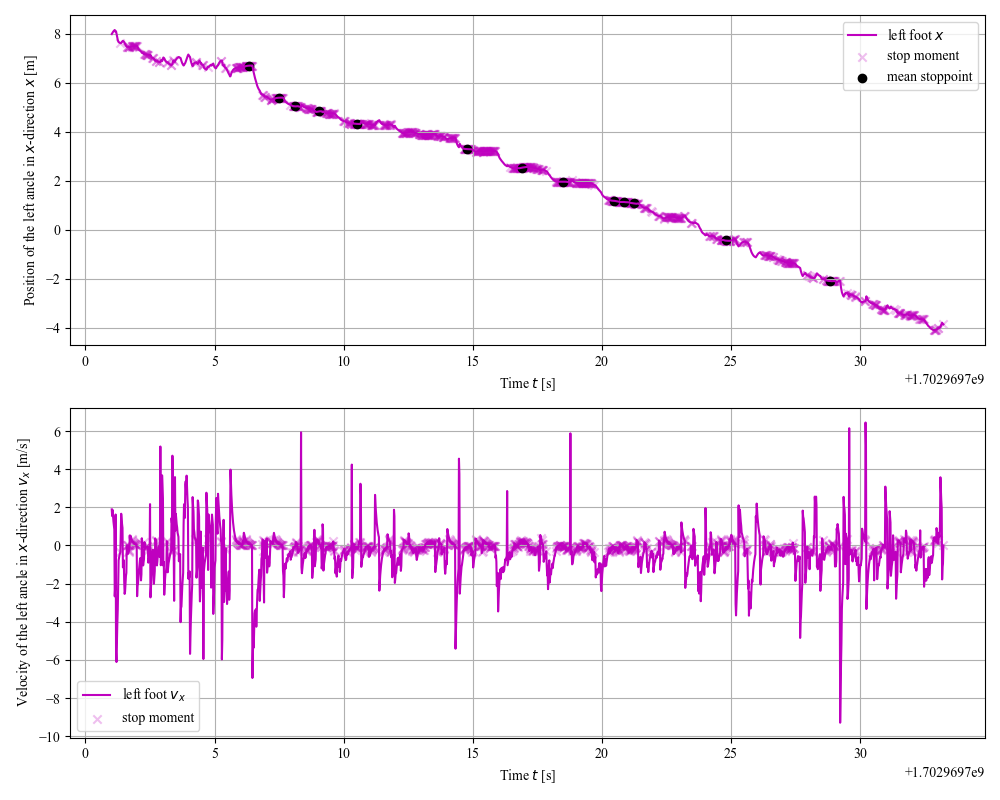 8
6
4
2
0
−2
−4
Position of the left angle in x-direction x [m]
left foot x
stop moment
mean stoppoint
0
5
10
15
20
25
30
Time t [s]
+1.7029697e9
6
4
2
0
−2
−4
−6
−8
−10
Velocity of the left angle in x-direction vₓ [m/s]
left foot vₓ
stop moment
0
5
10
15
20
25
30
Time t [s]
+1.7029697e9